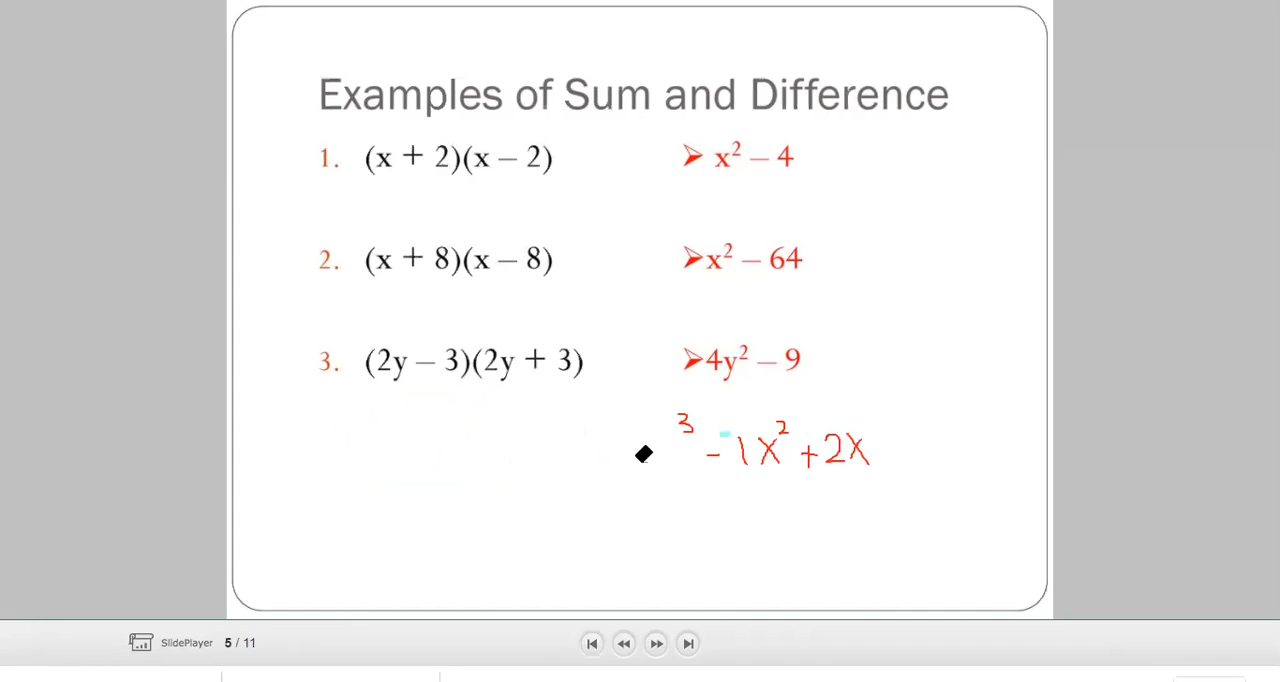 Examples of Sum and Difference
1. (x + 2)(x – 2) ➢ x² – 4
2. (x + 8)(x – 8) ➢ x² – 64
3. (2y – 3)(2y + 3) ➢ 4y² – 9
³ - 1x² + 2x
SlidePlayer 5 / 11